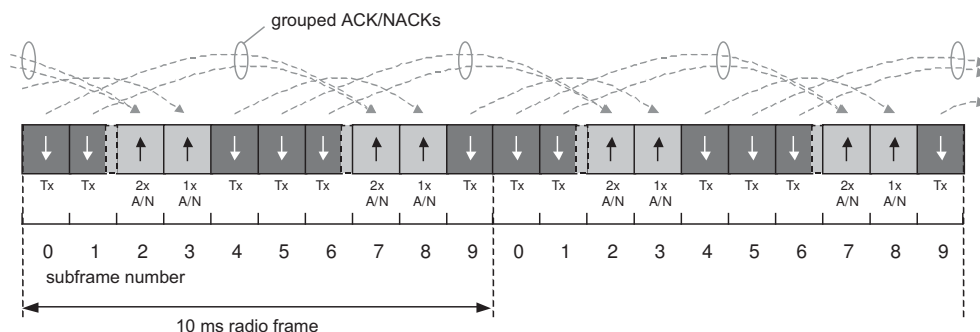 grouped ACK/NACKs
Tx Tx 2x 1x Tx Tx Tx 2x 1x Tx Tx Tx 2x 1x Tx Tx Tx 2x 1x Tx
A/N A/N A/N A/N A/N A/N A/N A/N
0 1 2 3 4 5 6 7 8 9 0 1 2 3 4 5 6 7 8 9
subframe number
10 ms radio frame